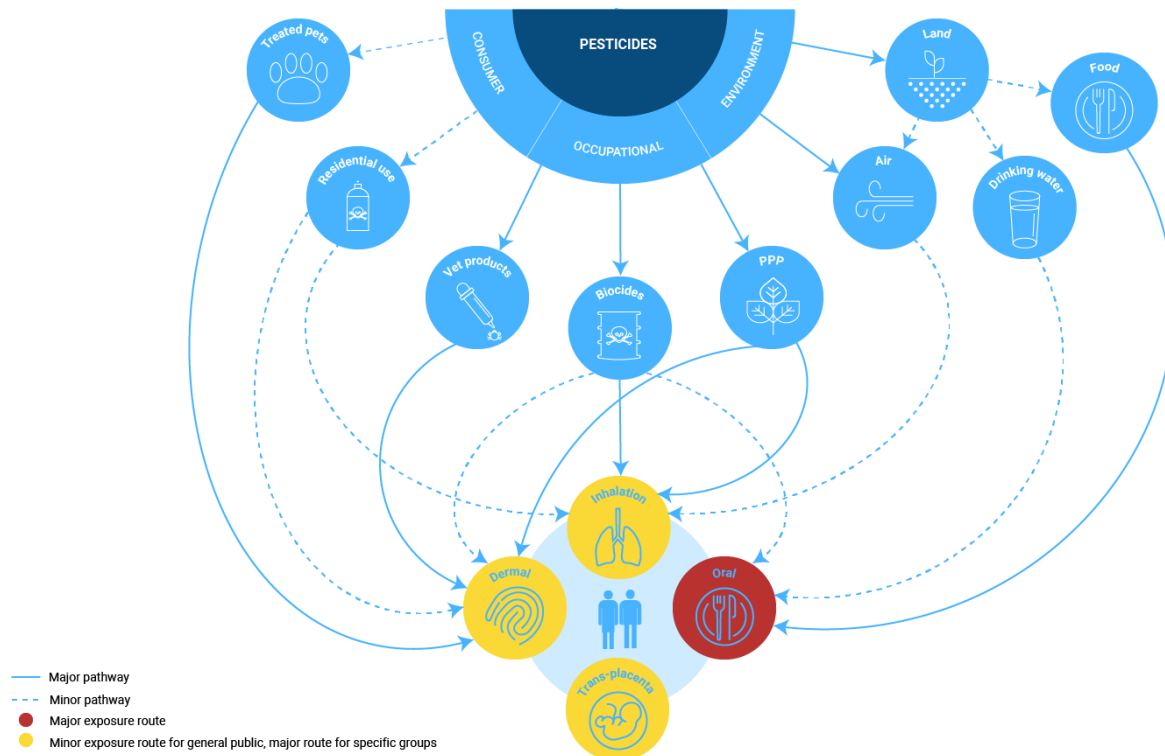 PESTICIDES
CONSUMER
OCCUPATIONAL
ENVIRONMENT
Treated pets
Land
Food
Residential use
Air
Drinking water
Vet products
Biocides
PPP
Inhalation
Dermal
Oral
Trans-placenta
Major pathway
Minor pathway
Major exposure route
Minor exposure route for general public, major route for specific groups